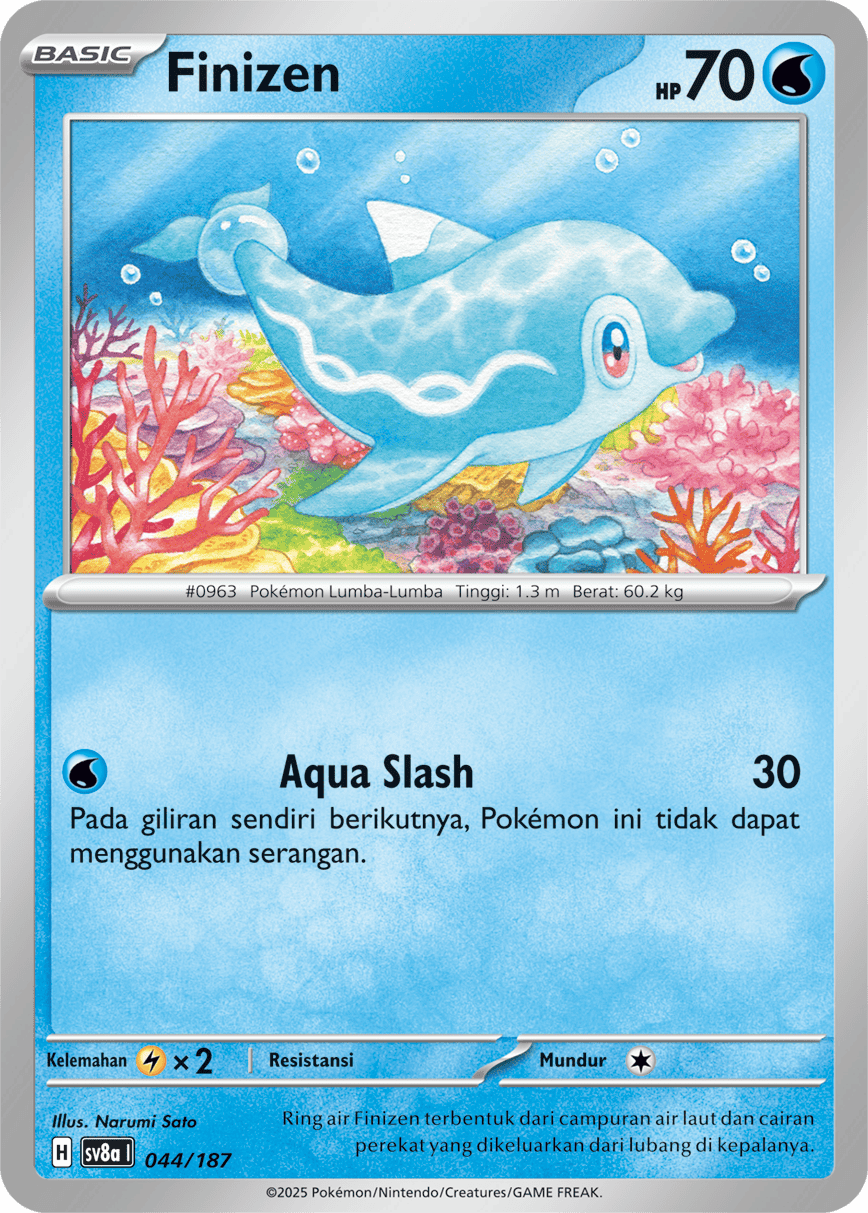 BASIC Finizen HP 70
#0963 Pokémon Lumba-Lumba Tinggi: 1.3 m Berat: 60.2 kg
Aqua Slash 30
Pada giliran sendiri berikutnya, Pokémon ini tidak dapat
menggunakan serangan.
Kelemahan ×2 Resistansi Mundur
Illus. Narumi Sato
Ring air Finizen terbentuk dari campuran air laut dan cairan
perekat yang dikeluarkan dari lubang di kepalanya.
H sv8a I 044/187
©2025 Pokémon/Nintendo/Creatures/GAME FREAK.